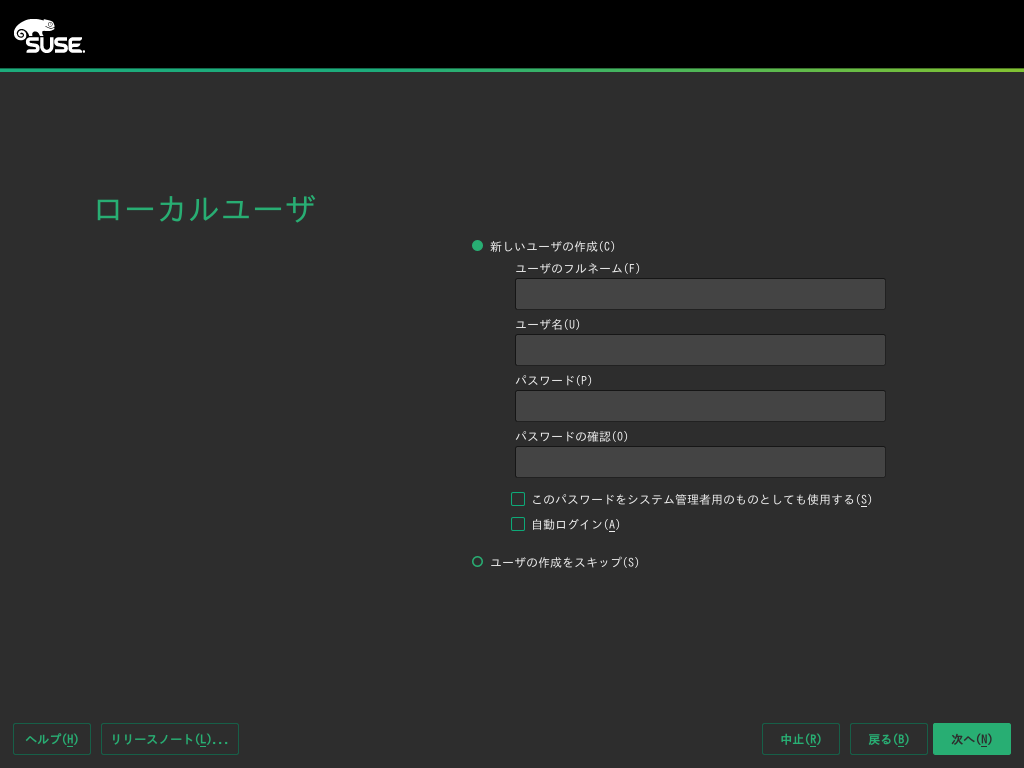 SUSE.
ローカルユーザ
新しいユーザの作成(C)
ユーザのフルネーム(F)
ユーザ名(U)
パスワード(P)
パスワードの確認(O)
このパスワードをシステム管理者用のものとしても使用する(S)
自動ログイン(A)
ユーザの作成をスキップ(S)
ヘルプ(H)
リリースノート(L)...
中止(R)
戻る(B)
次へ(N)